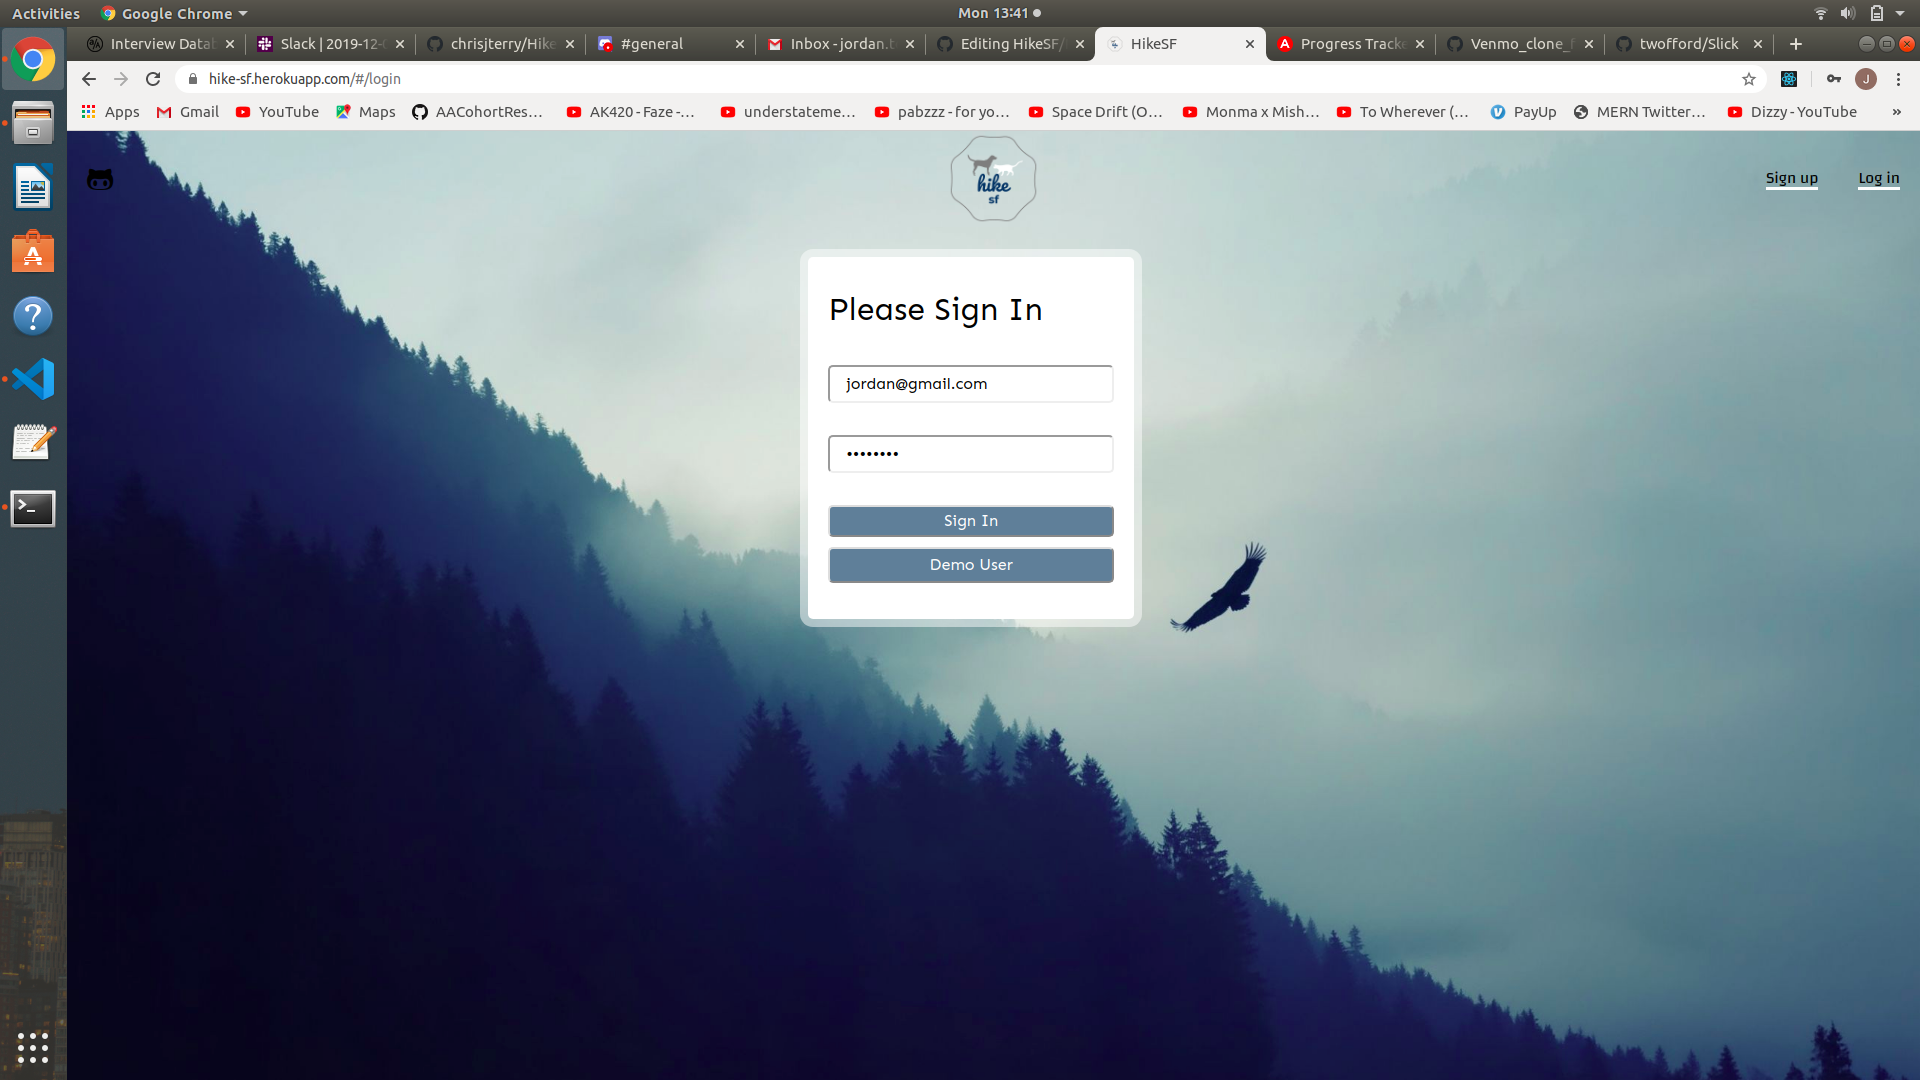 Activities Google Chrome Mon 13:41
Interview Datab Slack | 2019-12-0 chrisjterry/Hike #general Inbox - jordan.t Editing HikeSF/ HikeSF Progress Tracke Venmo_clone_f twofford/Slick
hike-sf.herokuapp.com/#/login J
Apps Gmail YouTube Maps AACohortRes... AK420 - Faze -... understateme... pabzzz - for yo... Space Drift (O... Monma x Mish... To Wherever (... PayUp MERN Twitter... Dizzy - YouTube »
hike
sf
Sign up Log in
Please Sign In
jordan@gmail.com
••••••••
Sign In
Demo User